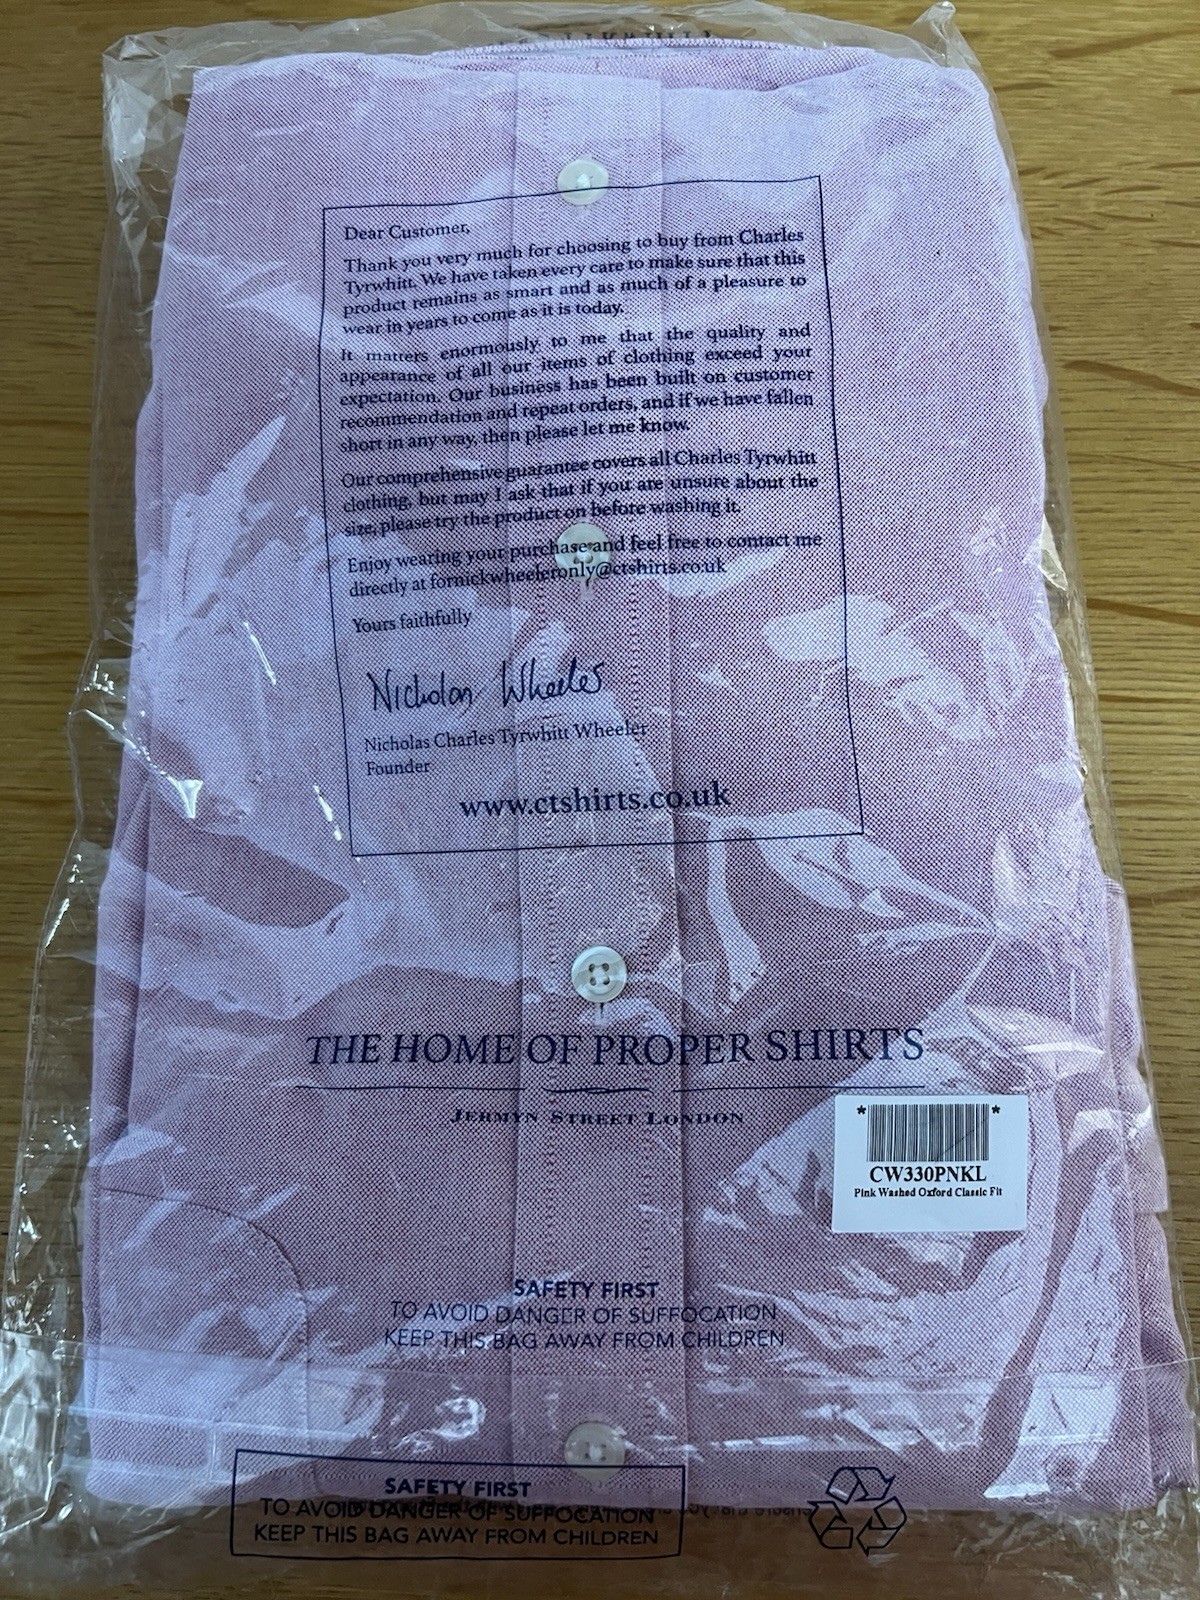 Dear Customer,
Thank you very much for choosing to buy from Charles
Tyrwhitt. We have taken every care to make sure that this
product remains as smart and as much of a pleasure to
wear in years to come as it is today.
It matters enormously to me that the quality and
appearance of all our items of clothing exceed your
expectation. Our business has been built on customer
recommendation and repeat orders, and if we have fallen
short in any way, then please let me know.
Our comprehensive guarantee covers all Charles Tyrwhitt
clothing, but may I ask that if you are unsure about the
size, please try the product on before washing it.
Enjoy wearing your purchase and feel free to contact me
directly at fornickwheeleronly@ctshirts.co.uk
Yours faithfully
Nicholas Wheeler
Nicholas Charles Tyrwhitt Wheeler
Founder
www.ctshirts.co.uk
THE HOME OF PROPER SHIRTS
JERMYN STREET LONDON
* *
CW330PNKL
Pink Washed Oxford Classic Fit
SAFETY FIRST
TO AVOID DANGER OF SUFFOCATION
KEEP THIS BAG AWAY FROM CHILDREN
SAFETY FIRST
TO AVOID DANGER OF SUFFOCATION
KEEP THIS BAG AWAY FROM CHILDREN